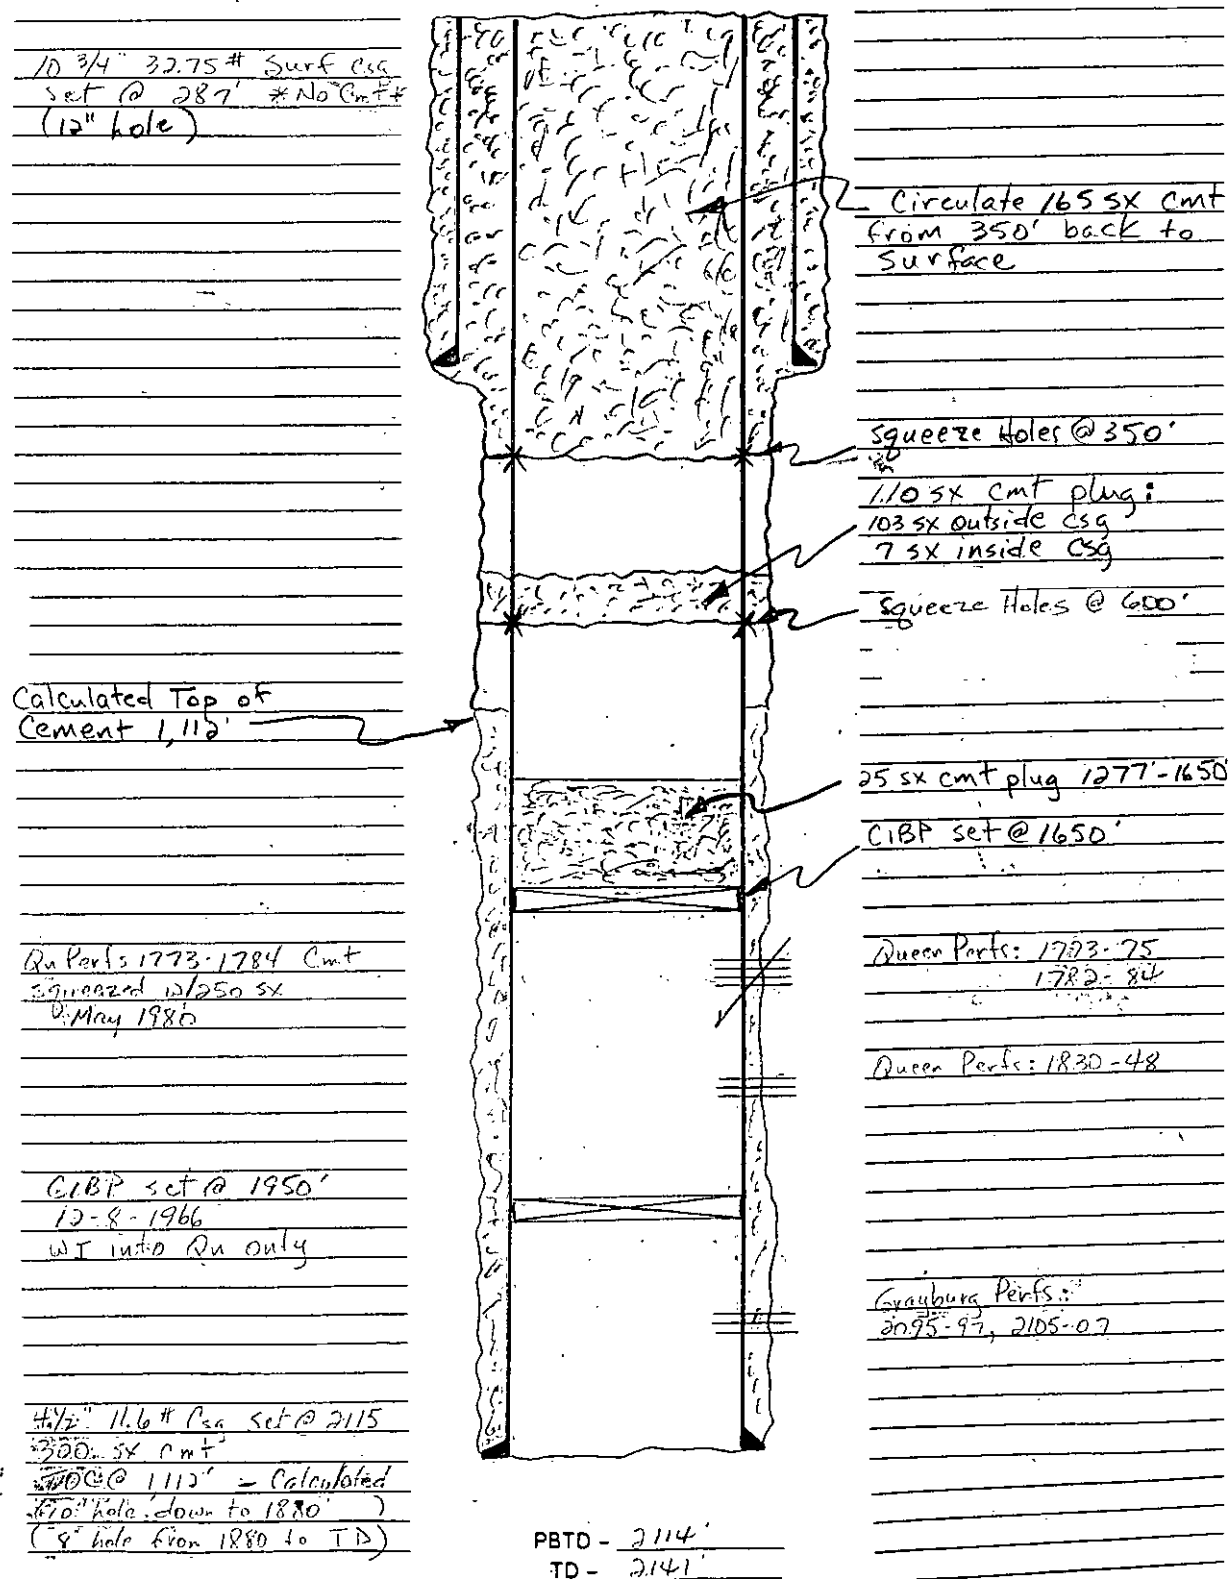 10 3/4" 32.75# Surf Csg
Set @ 287' *No Cmt*
(12" hole)
Circulate 165 sx cmt
from 350' back to
surface
squeeze Holes @ 350'
110 sx cmt plug:
103 sx outside csg
7 sx inside csg
squeeze Holes @ 600'
Calculated Top of
Cement 1,112'
25 sx cmt plug 1277'-1650'
CIBP set @ 1650'
Qn Perfs 1773-1784 Cmt
squeezed w/250 sx
May 1980
Queen Perfs: 1773-75
1782-84
Queen Perfs: 1830-48
CIBP set @ 1950'
12-8-1966
WI into Qn only
Grayburg Perfs:
2095-97, 2105-07
4 1/2" 11.6# Csg set @ 2115
300 sx cmt
TOC @ 1,112' - Calculated
hole down to 1880' )
(8" hole from 1880 to TD)
PBTD - 2114'
TD - 2141'